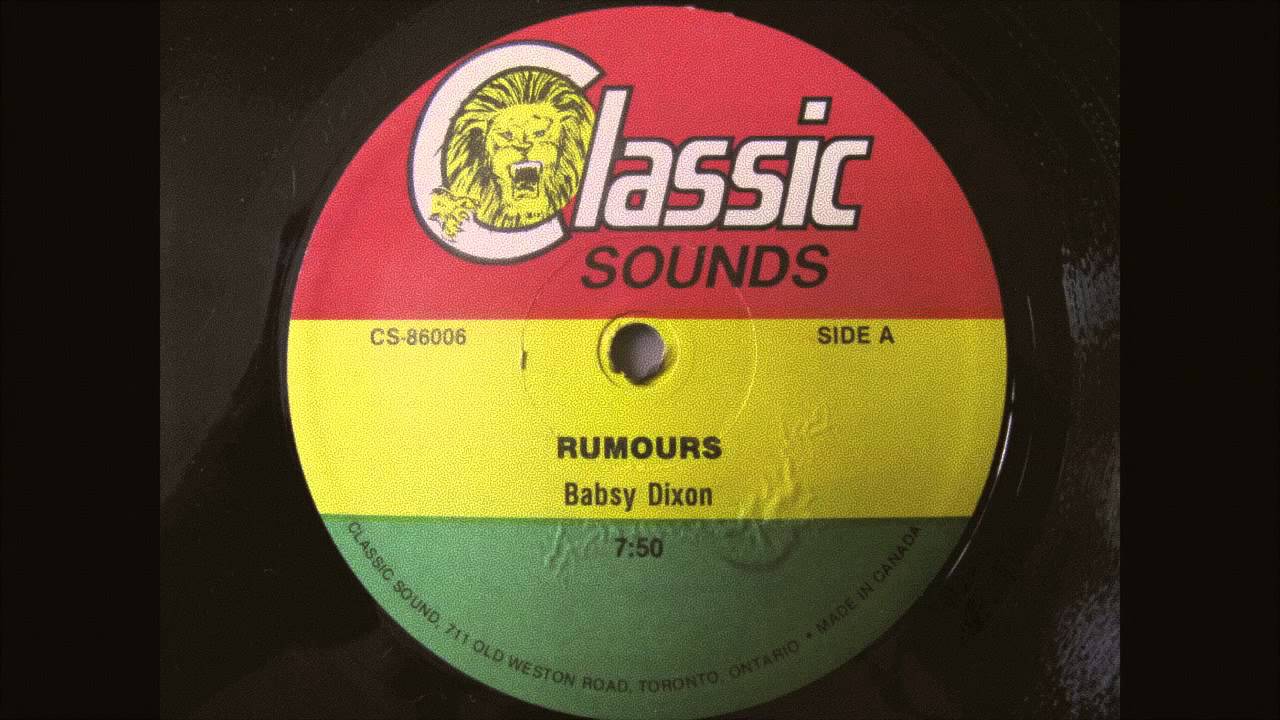 Classic
SOUNDS
CS-86006
SIDE A
RUMOURS
Babsy Dixon
7:50
CLASSIC SOUND, 711 OLD WESTON ROAD, TORONTO, ONTARIO • MADE IN CANADA